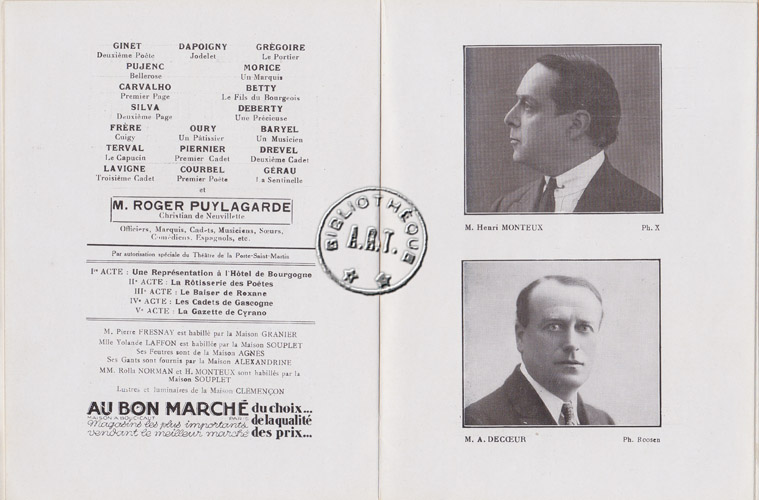 GINET DAPOIGNY GRÉGOIRE
Deuxième Poète Jodelet Le Portier
PUJENC MORICE
Bellerose Un Marquis
CARVALHO BETTY
Premier Page Le Fils du Bourgeois
SILVA DEBERTY
Deuxième Page Une Précieuse
FRÈRE OURY BARYEL
Cuigy Un Pâtissier Un Musicien
TERVAL PIERNIER DREVEL
Le Capucin Premier Cadet Deuxième Cadet
LAVIGNE COURBEL GÉRAU
Troisième Cadet Premier Poète La Sentinelle
et
M. ROGER PUYLAGARDE
Christian de Neuvillette
Officiers, Marquis, Cadets, Musiciens, Sœurs,
Comédiens, Espagnols, etc.
Par autorisation spéciale du Théâtre de la Porte-Saint-Martin
Ier ACTE : Une Représentation à l'Hôtel de Bourgogne
IIe ACTE : La Rôtisserie des Poètes
IIIe ACTE : Le Baiser de Roxane
IVe ACTE : Les Cadets de Gascogne
Ve ACTE : La Gazette de Cyrano
M. Pierre FRESNAY est habillé par la Maison GRANIER
Mlle Yolande LAFFON est habillée par la Maison SOUPLET
Ses Feutres sont de la Maison AGNES
Ses Gants sont fournis par la Maison ALEXANDRINE
MM. Rolla NORMAN et H. MONTEUX sont habillés par la
Maison SOUPLET
Lustres et luminaires de la Maison CLÉMENÇON
AU BON MARCHÉ du choix...
MAISON A. BOUCICAUT PARIS
Magasins les plus importants de la qualité
vendant le meilleur marché des prix...
BIBLIOTHÈQUE
A.R.T.
M. Henri MONTEUX Ph. X
M. A. DECŒUR Ph. Roosen